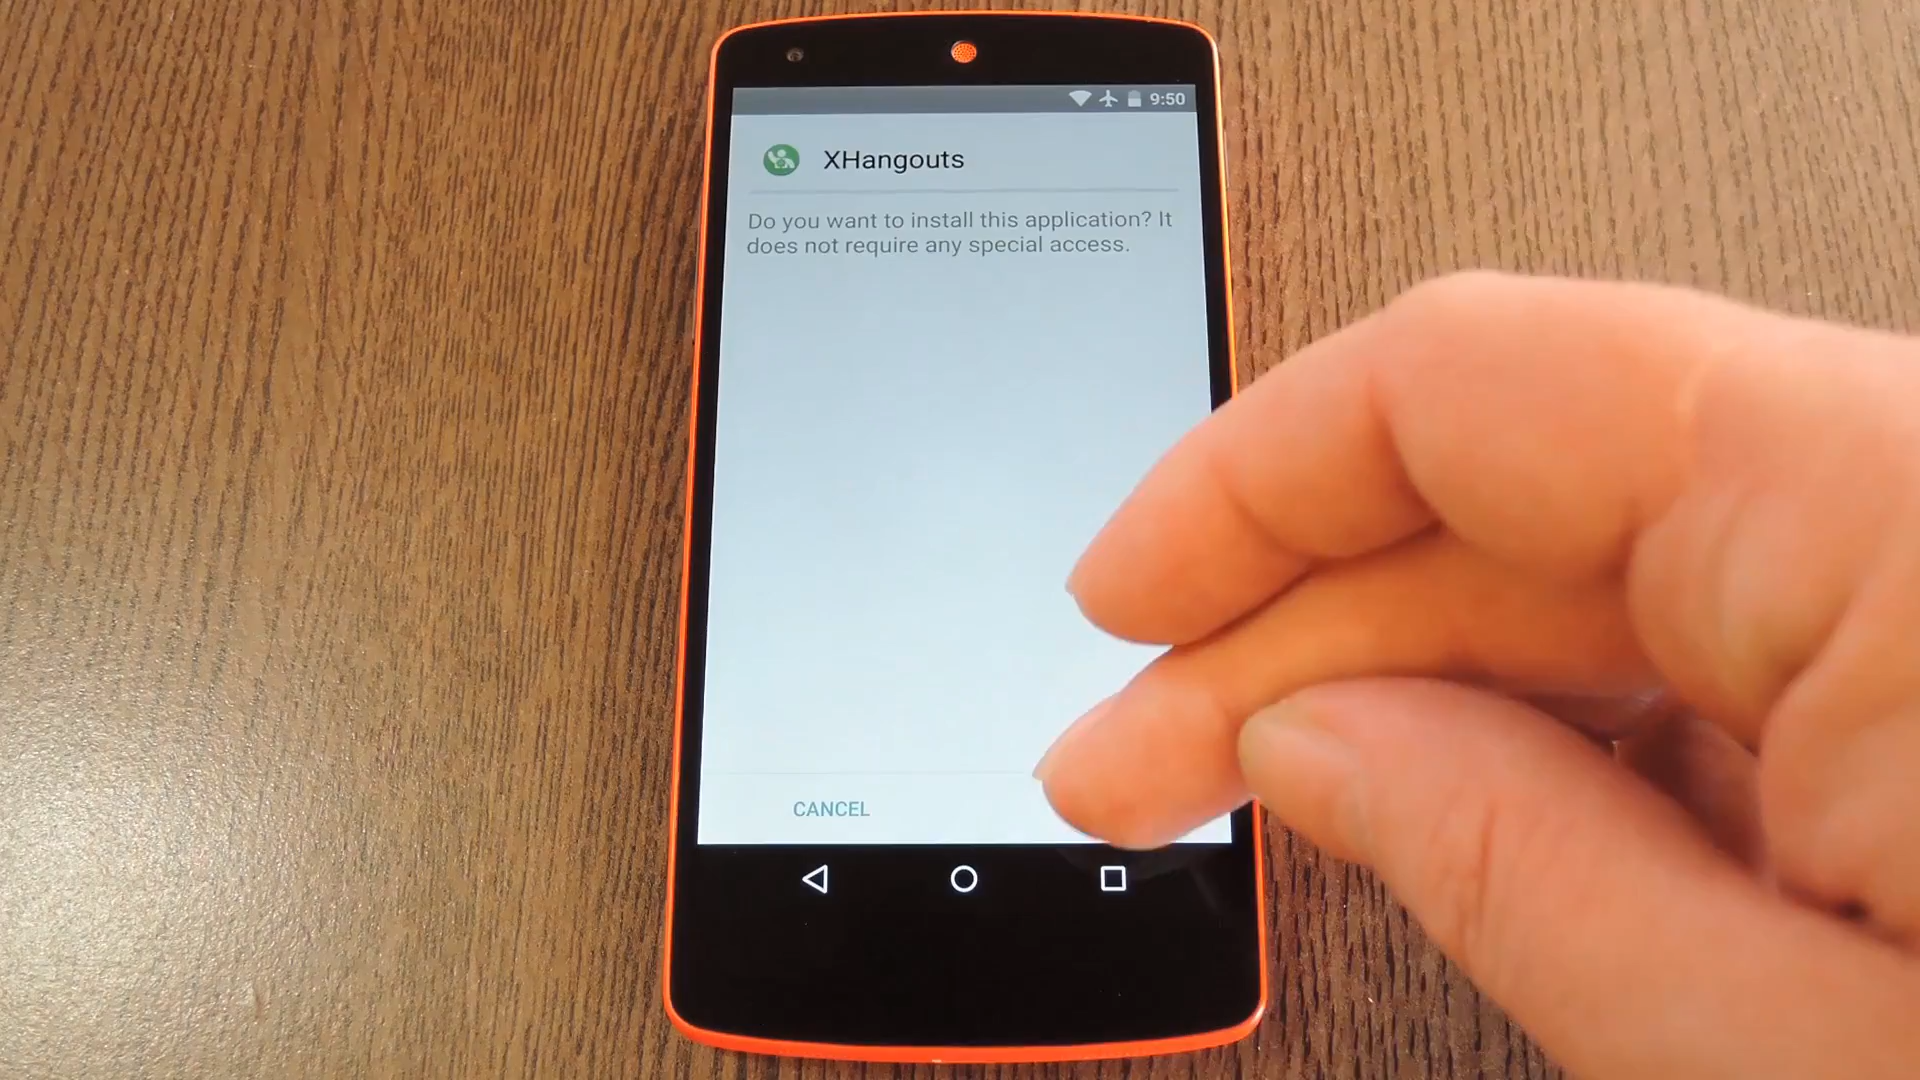 9:50
XHangouts
Do you want to install this application? It
does not require any special access.
CANCEL